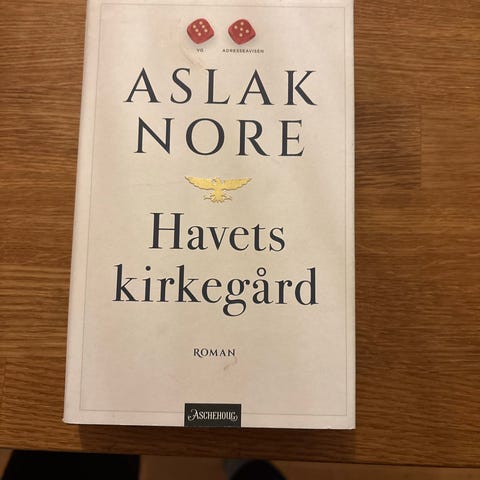 VG
ADRESSEAVISEN
ASLAK
NORE
Havets
kirkegård
ROMAN
ASCHEHOUG